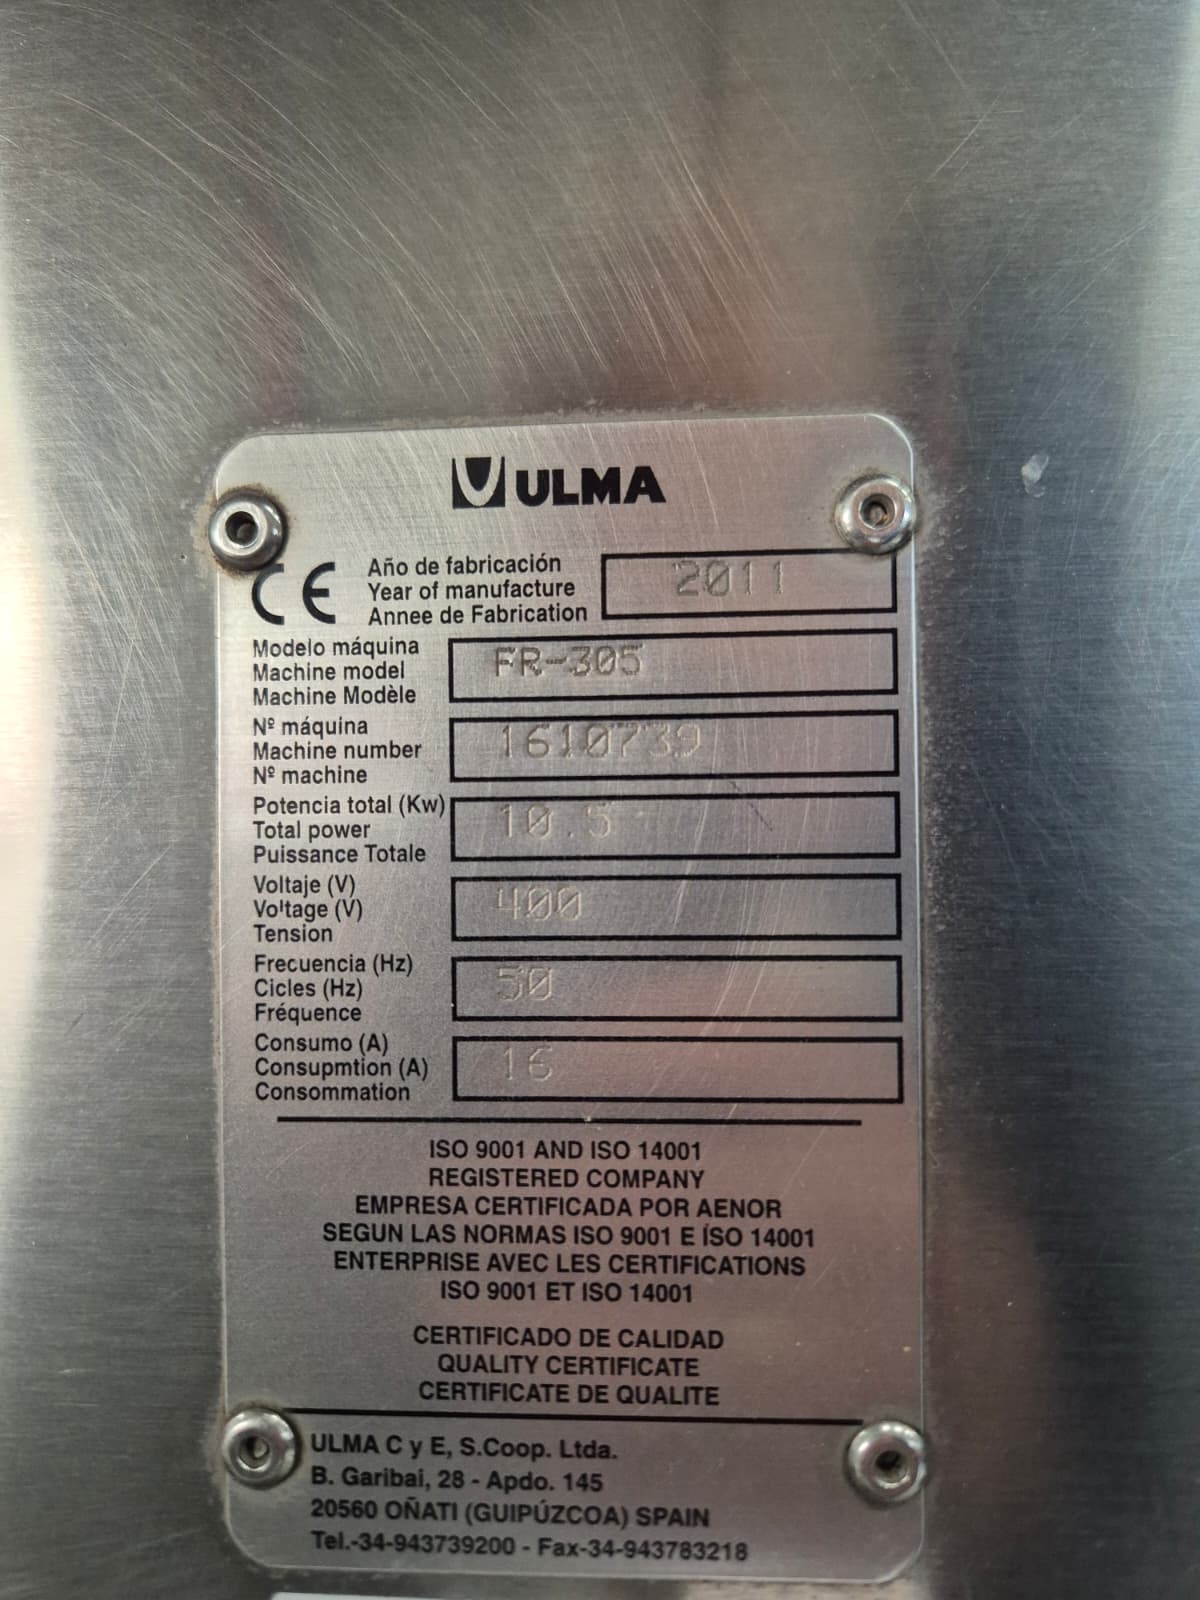 ULMA
CE
Año de fabricación
Year of manufacture
Annee de Fabrication
2011
Modelo máquina
Machine model
Machine Modèle
FR-305
Nº máquina
Machine number
Nº machine
1610739
Potencia total (Kw)
Total power
Puissance Totale
10.5
Voltaje (V)
Voltage (V)
Tension
400
Frecuencia (Hz)
Cicles (Hz)
Fréquence
50
Consumo (A)
Consupmtion (A)
Consommation
16
ISO 9001 AND ISO 14001
REGISTERED COMPANY
EMPRESA CERTIFICADA POR AENOR
SEGUN LAS NORMAS ISO 9001 E ÍSO 14001
ENTERPRISE AVEC LES CERTIFICATIONS
ISO 9001 ET ISO 14001
CERTIFICADO DE CALIDAD
QUALITY CERTIFICATE
CERTIFICATE DE QUALITE
ULMA C y E, S.Coop. Ltda.
B. Garibai, 28 - Apdo. 145
20560 OÑATI (GUIPÚZCOA) SPAIN
Tel.-34-943739200 - Fax-34-943783218